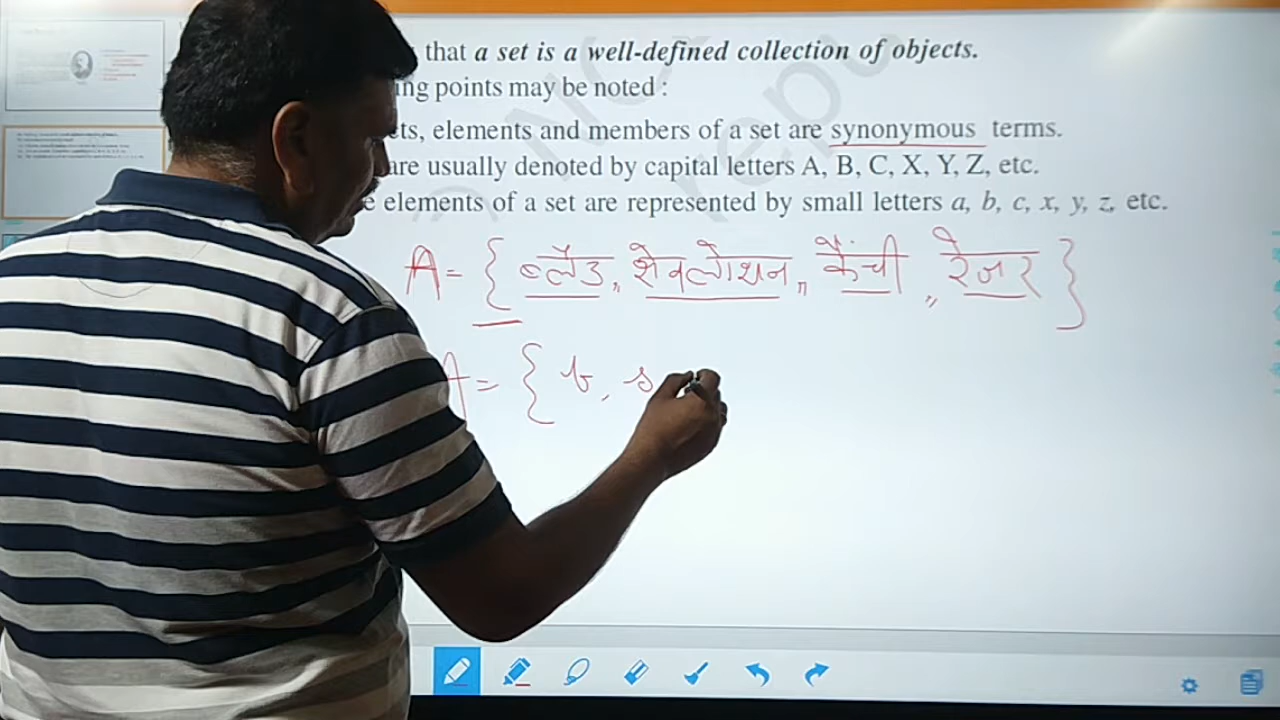 that a set is a well-defined collection of objects.
ing points may be noted :
ts, elements and members of a set are synonymous terms.
are usually denoted by capital letters A, B, C, X, Y, Z, etc.
e elements of a set are represented by small letters a, b, c, x, y, z, etc.
A = { ब्लैड, शेवलोशन, कैंची, रेजर }
A = { b, s